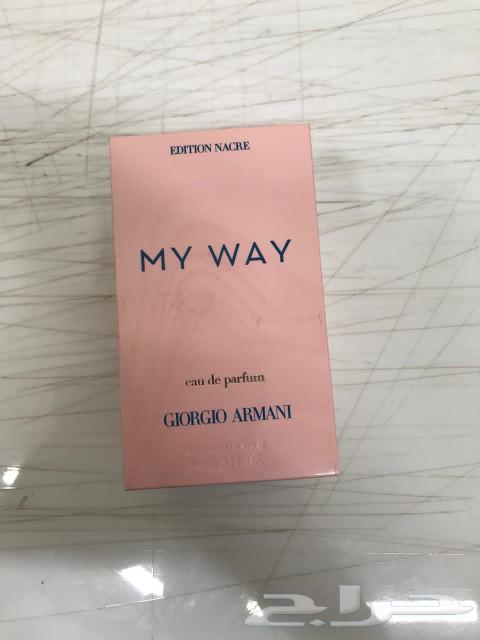 EDITION NACRE
MY WAY
eau de parfum
GIORGIO ARMANI
حراج